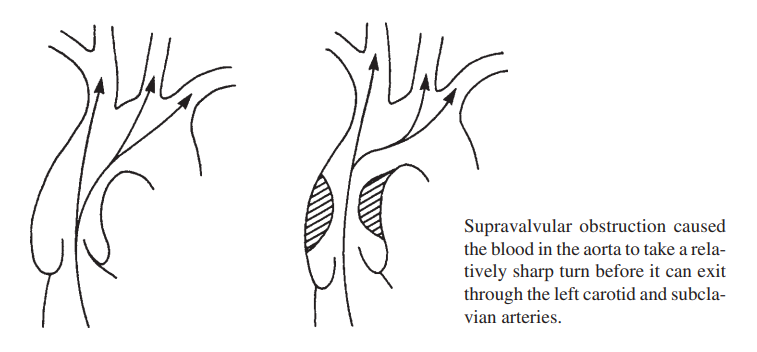 Supravalvular obstruction caused
the blood in the aorta to take a rela-
tively sharp turn before it can exit
through the left carotid and subcla-
vian arteries.